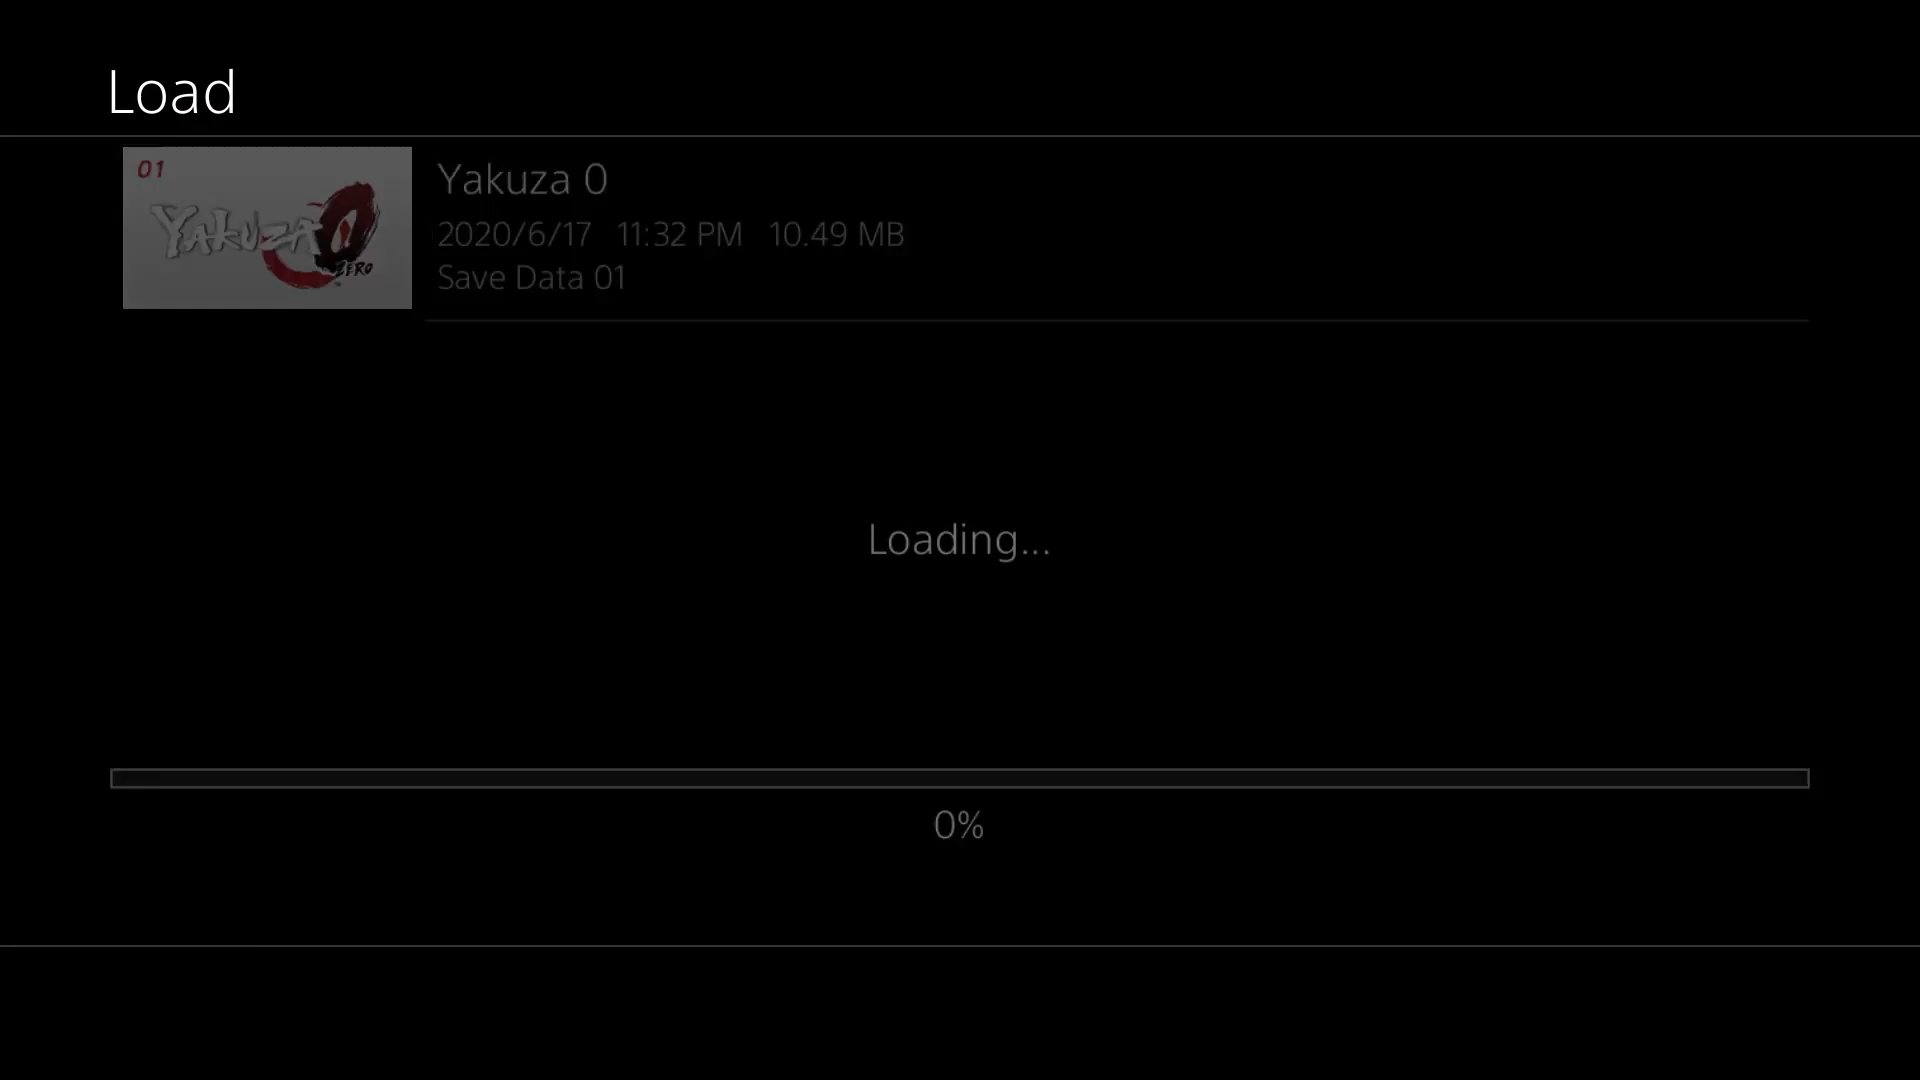 Load
01
Yakuza 0
ZERO
TM
Yakuza 0
2020/6/17 11:32 PM 10.49 MB
Save Data 01
Loading...
0%